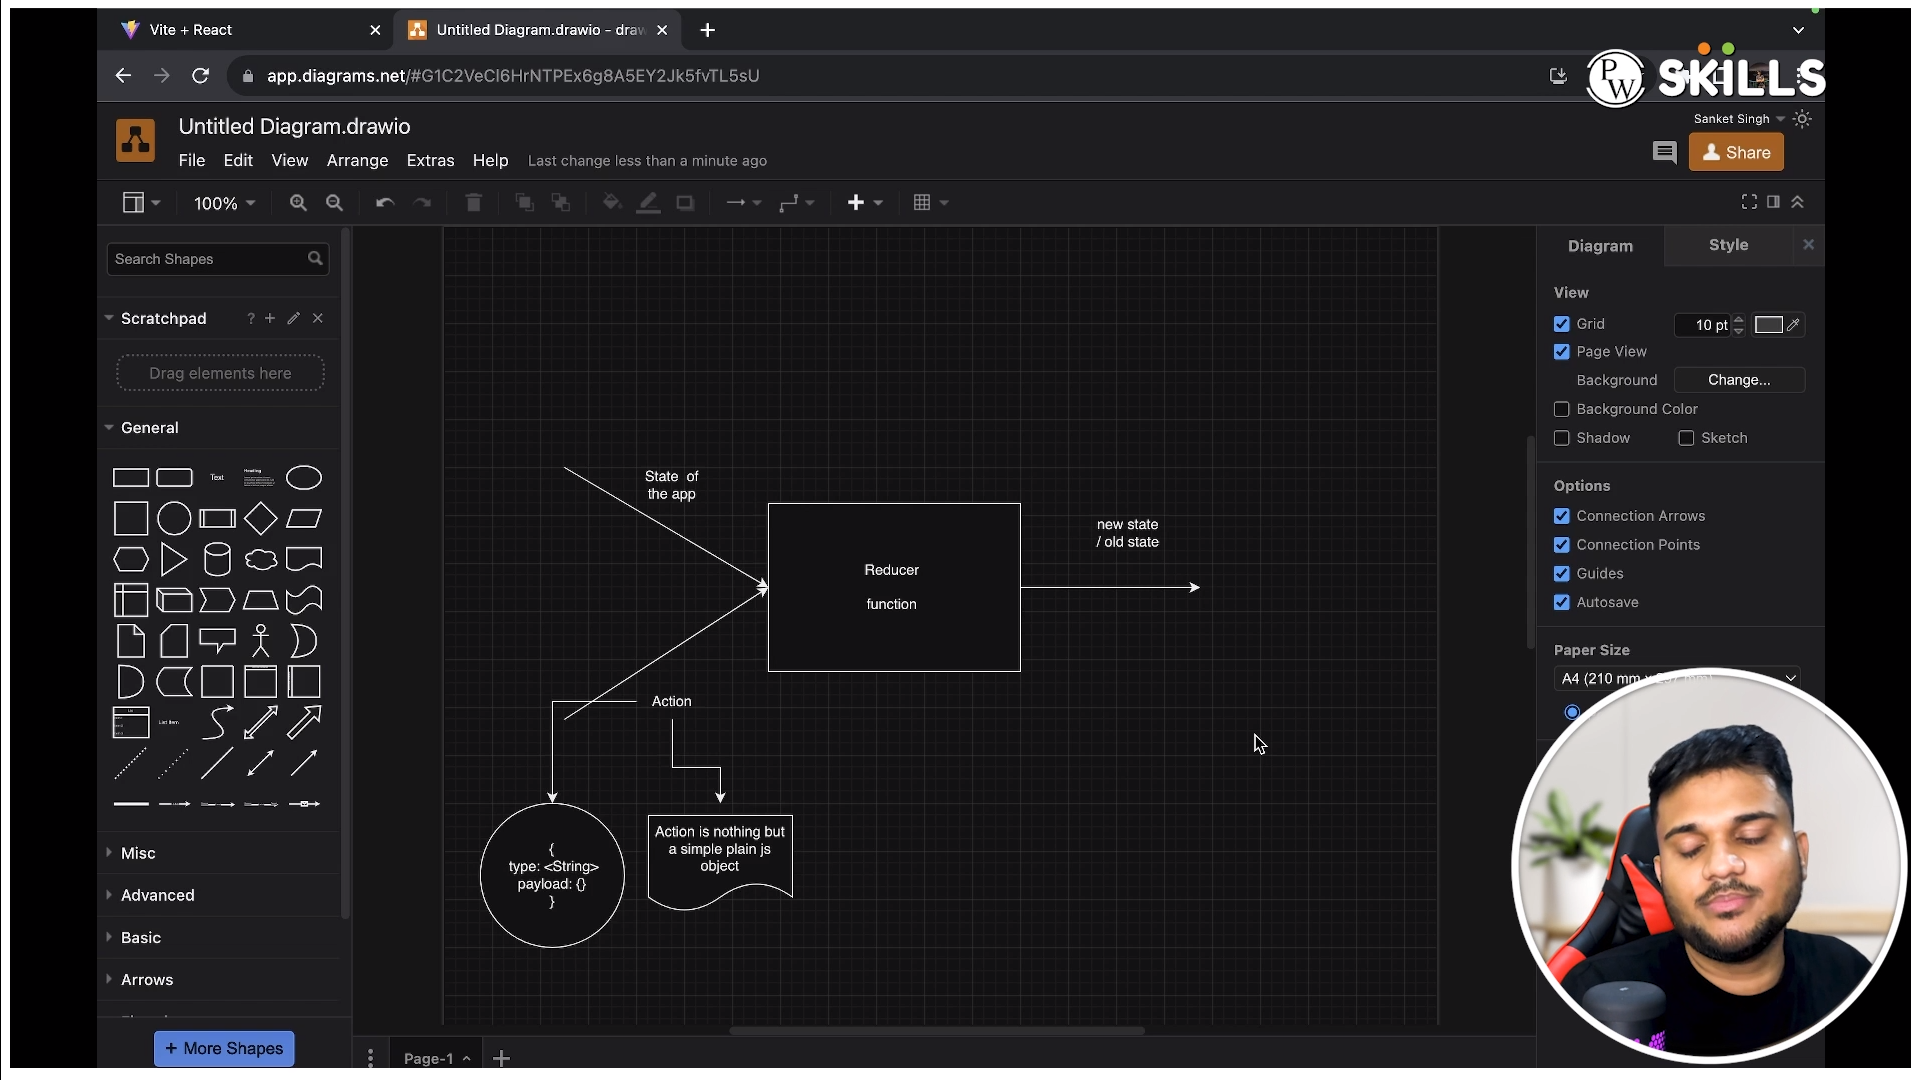 Vite + React
Untitled Diagram.drawio - draw
app.diagrams.net/#G1C2VeCl6HrNTPEx6g8A5EY2Jk5fvTL5sU
PW SKILLS
Untitled Diagram.drawio
Sanket Singh
File Edit View Arrange Extras Help Last change less than a minute ago
Share
100%
Search Shapes
Scratchpad ?
Drag elements here
General
Text
Heading
List Item
Misc
Advanced
Basic
Arrows
+ More Shapes
State of
the app
Reducer
function
new state
/ old state
Action
{
type: <String>
payload: {}
}
Action is nothing but
a simple plain js
object
Page-1
Diagram Style
View
Grid 10 pt
Page View
Background Change...
Background Color
Shadow Sketch
Options
Connection Arrows
Connection Points
Guides
Autosave
Paper Size
A4 (210 mm x